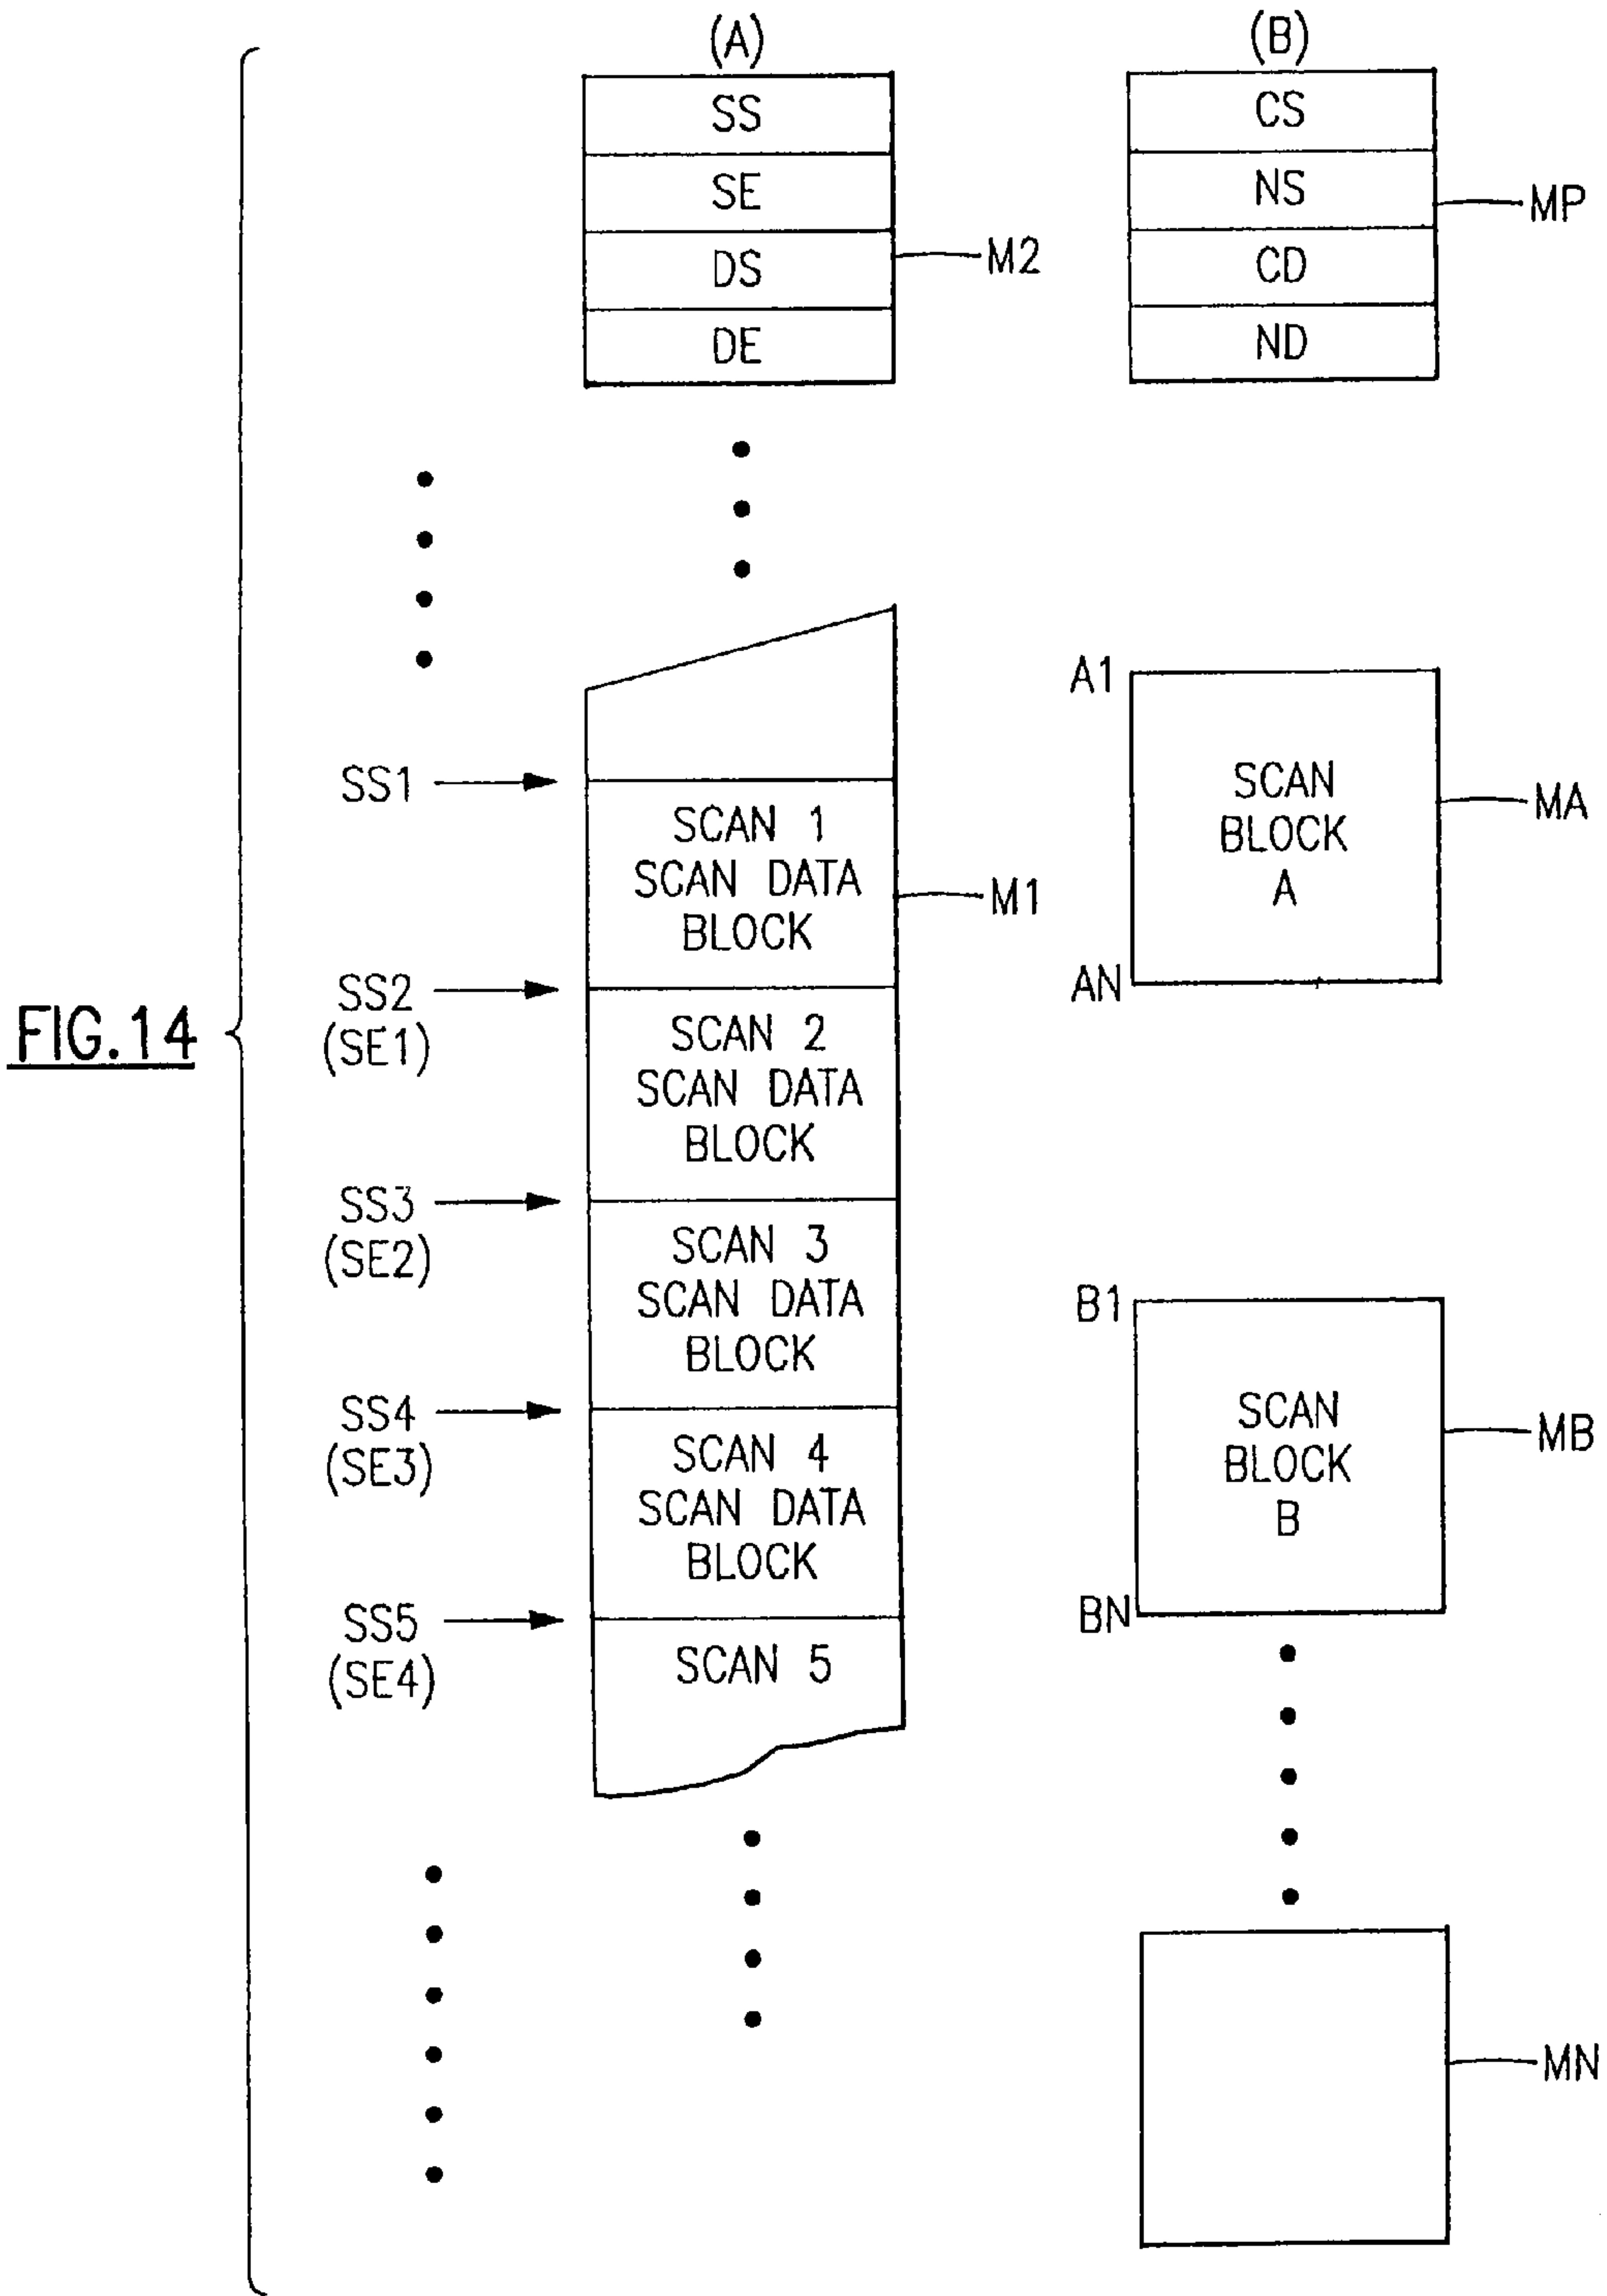 (A)
SS
SE
DS
DE
M2
(B)
CS
NS
CD
ND
MP
FIG.14
SS1
SS2
(SE1)
SS3
(SE2)
SS4
(SE3)
SS5
(SE4)
SCAN 1
SCAN DATA
BLOCK
M1
SCAN 2
SCAN DATA
BLOCK
SCAN 3
SCAN DATA
BLOCK
SCAN 4
SCAN DATA
BLOCK
SCAN 5
A1
SCAN
BLOCK
A
AN
MA
B1
SCAN
BLOCK
B
BN
MB
MN